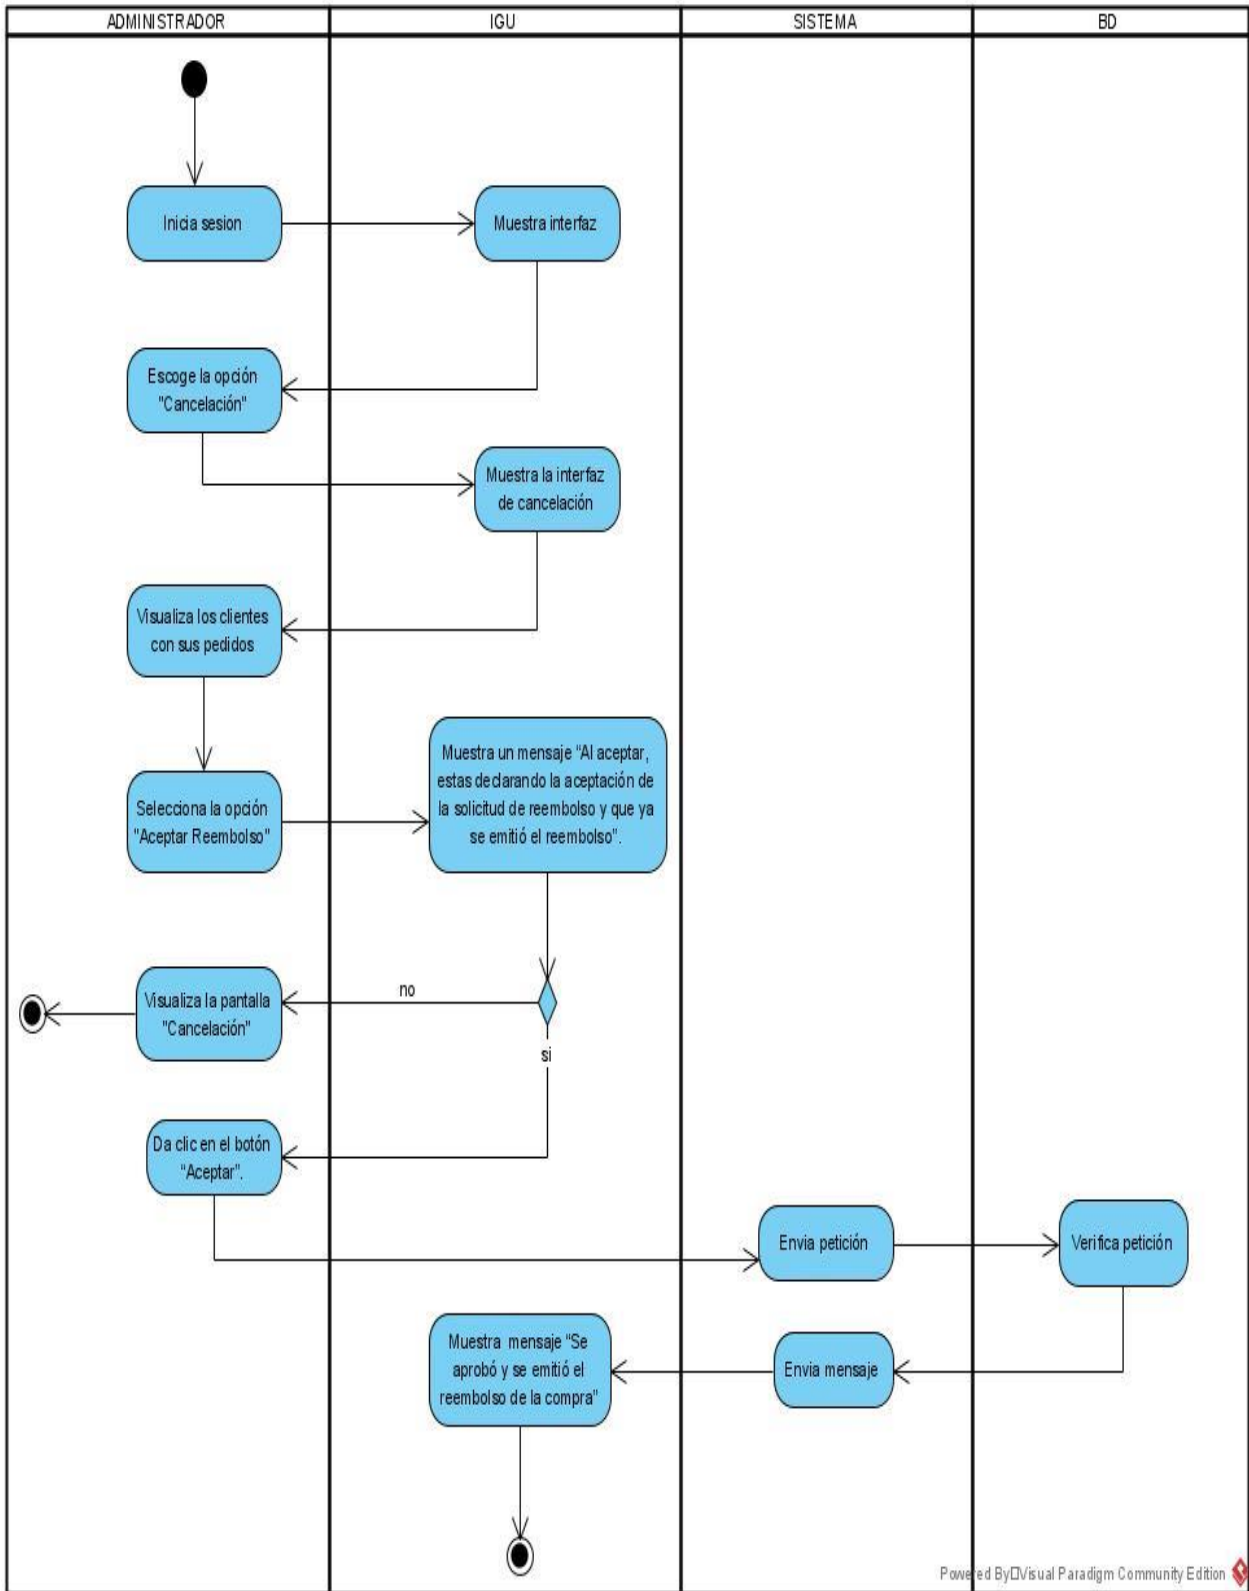 ADMINISTRADOR
IGU
SISTEMA
BD
Inicia sesion
Muestra interfaz
Escoge la opción
"Cancelación"
Muestra la interfaz
de cancelación
Visualiza los clientes
con sus pedidos
Selecciona la opción
"Aceptar Reembolso"
Muestra un mensaje “Al aceptar,
estas declarando la aceptación de
la solicitud de reembolso y que ya
se emitió el reembolso”.
no
Visualiza la pantalla
"Cancelación"
si
Da clic en el botón
“Aceptar”.
Envia petición
Verifica petición
Muestra mensaje “Se
aprobó y se emitió el
reembolso de la compra”
Envia mensaje
Powered By Visual Paradigm Community Edition